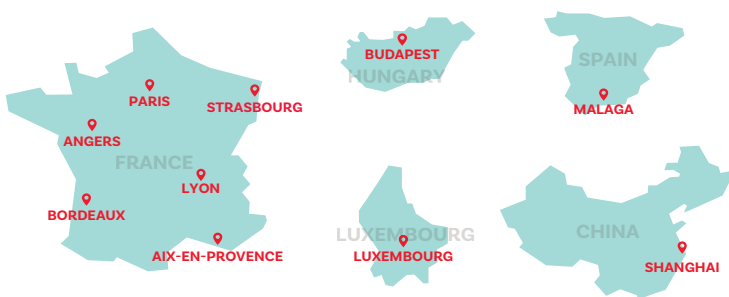 PARIS
STRASBOURG
ANGERS
FRANCE
LYON
BORDEAUX
AIX-EN-PROVENCE
BUDAPEST
HUNGARY
SPAIN
MALAGA
LUXEMBOURG
LUXEMBOURG
CHINA
SHANGHAI